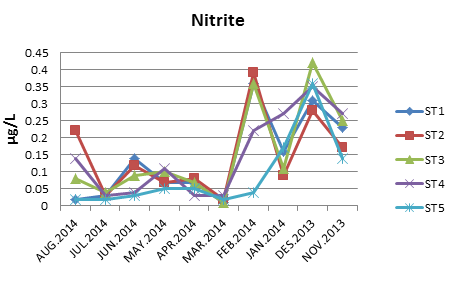 Nitrite
0.45
0.4
0.35
0.3
0.25
0.2
0.15
0.1
0.05
0
µg/L
AUG.2014
JUL.2014
JUN.2014
MAY.2014
APR.2014
MAR.2014
FEB.2014
JAN.2014
DES.2013
NOV.2013
ST1
ST2
ST3
ST4
ST5